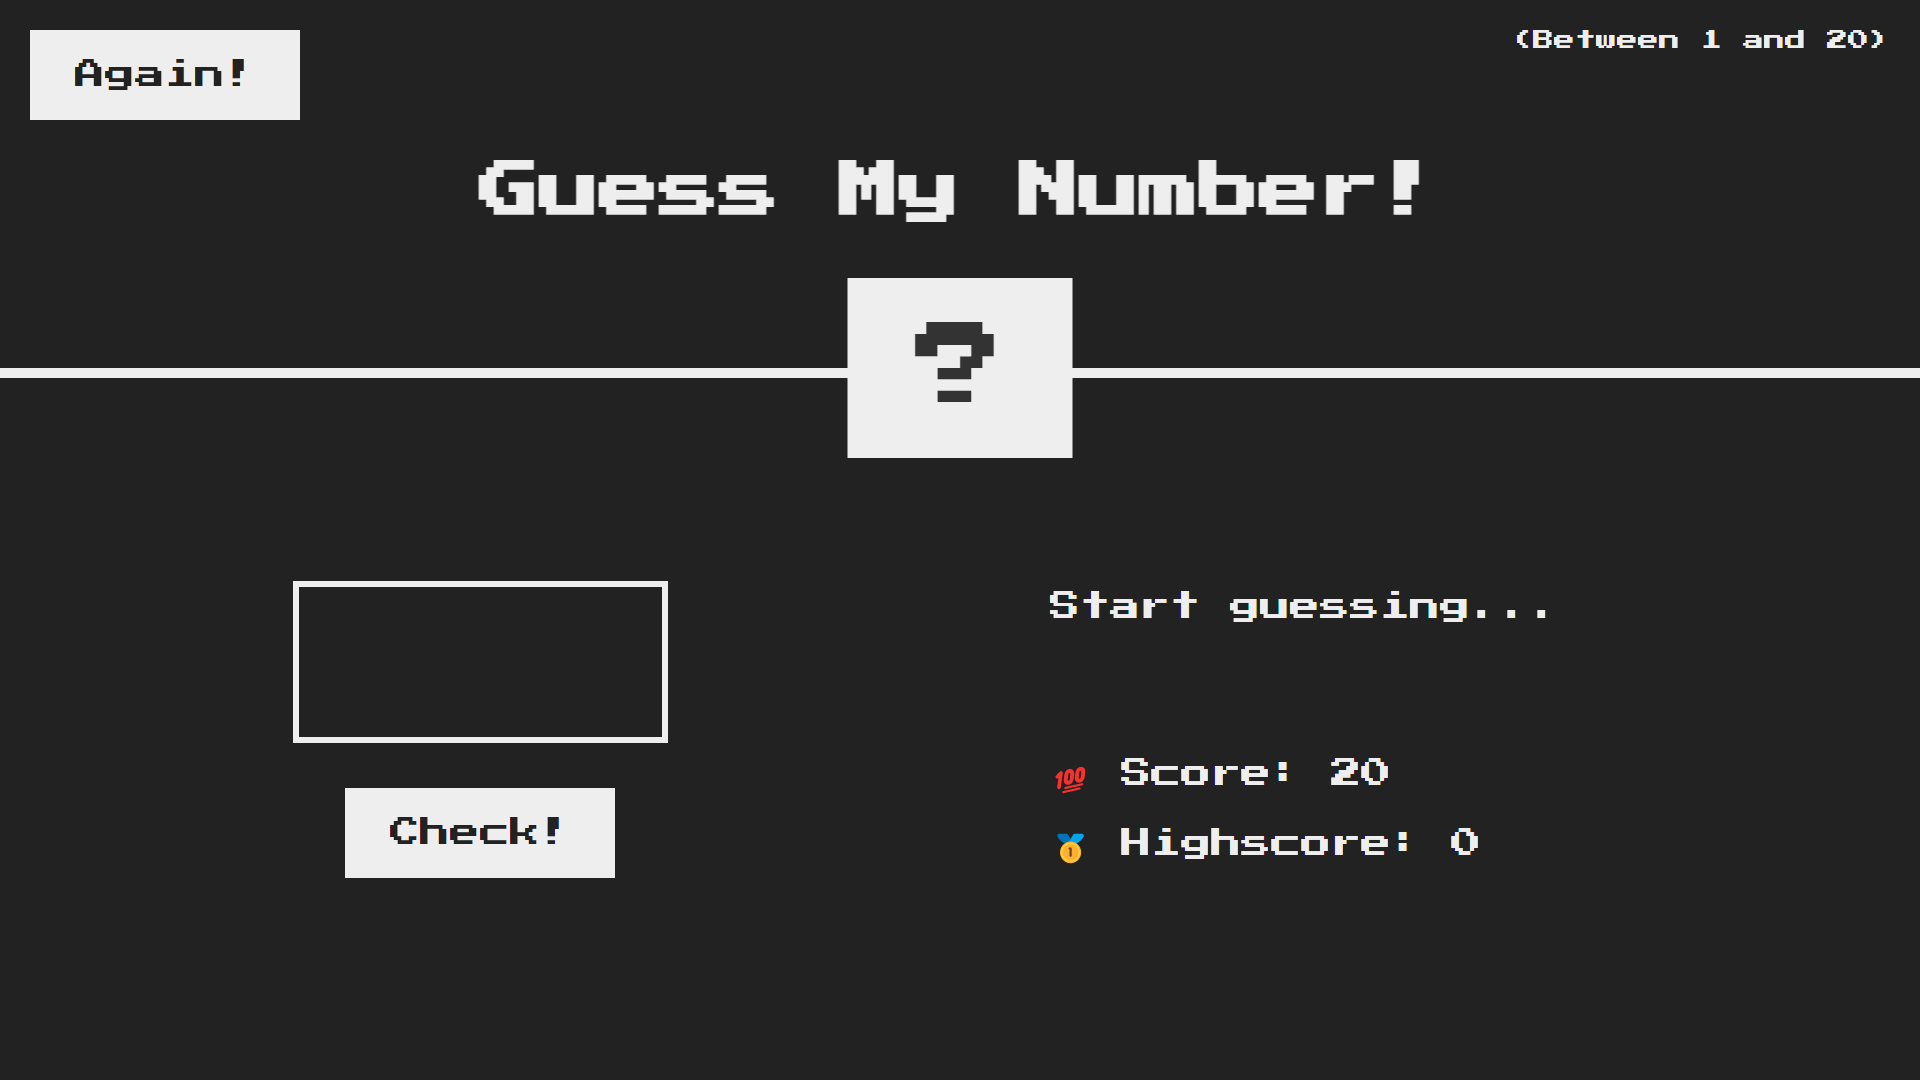 Again!
(Between 1 and 20)
Guess My Number!
?
Start guessing...
💯 Score: 20
🥇 Highscore: 0
Check!